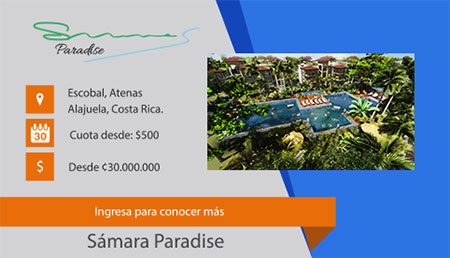 Sámara
Paradise
Escobal, Atenas
Alajuela, Costa Rica.
30
Cuota desde: $500
$
Desde ¢30.000.000
Ingresa para conocer más
Sámara Paradise